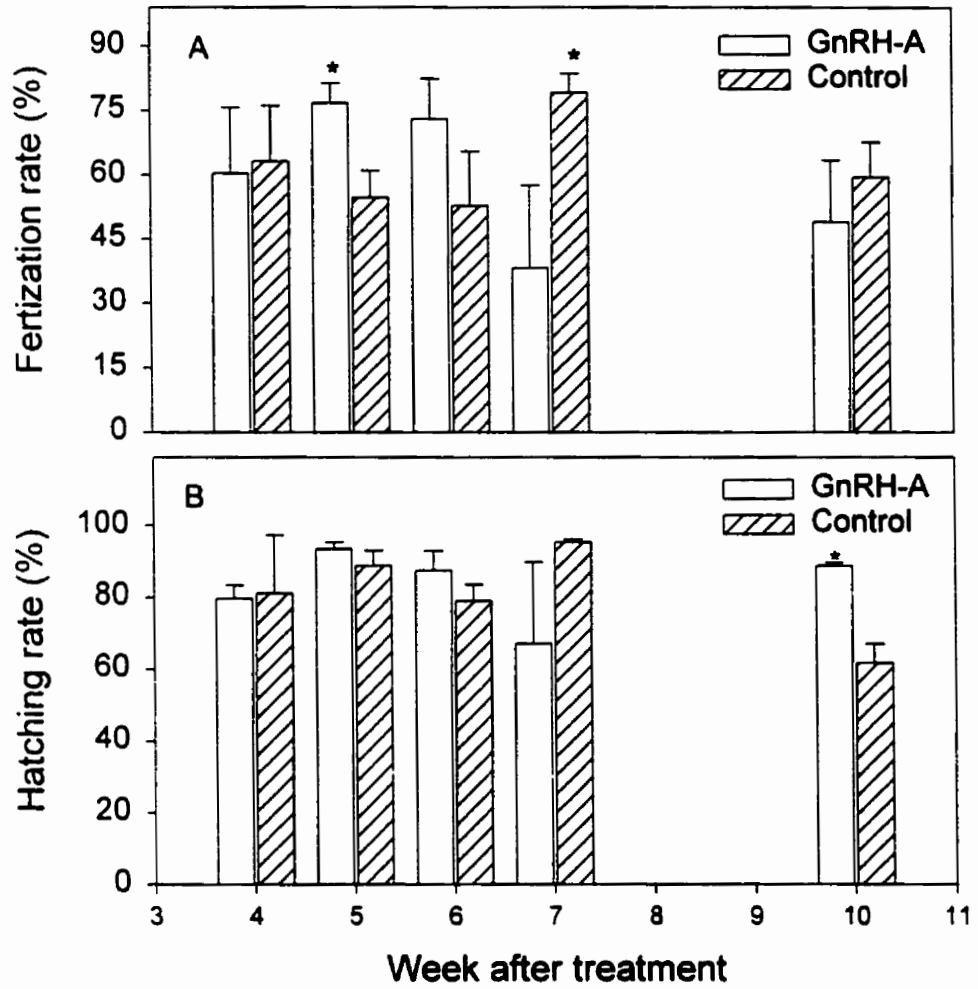 A
GnRH-A
Control
*
*
Fertization rate (%)
90
75
60
45
30
15
0
B
GnRH-A
Control
*
Hatching rate (%)
100
80
60
40
20
0
3 4 5 6 7 8 9 10 11
Week after treatment